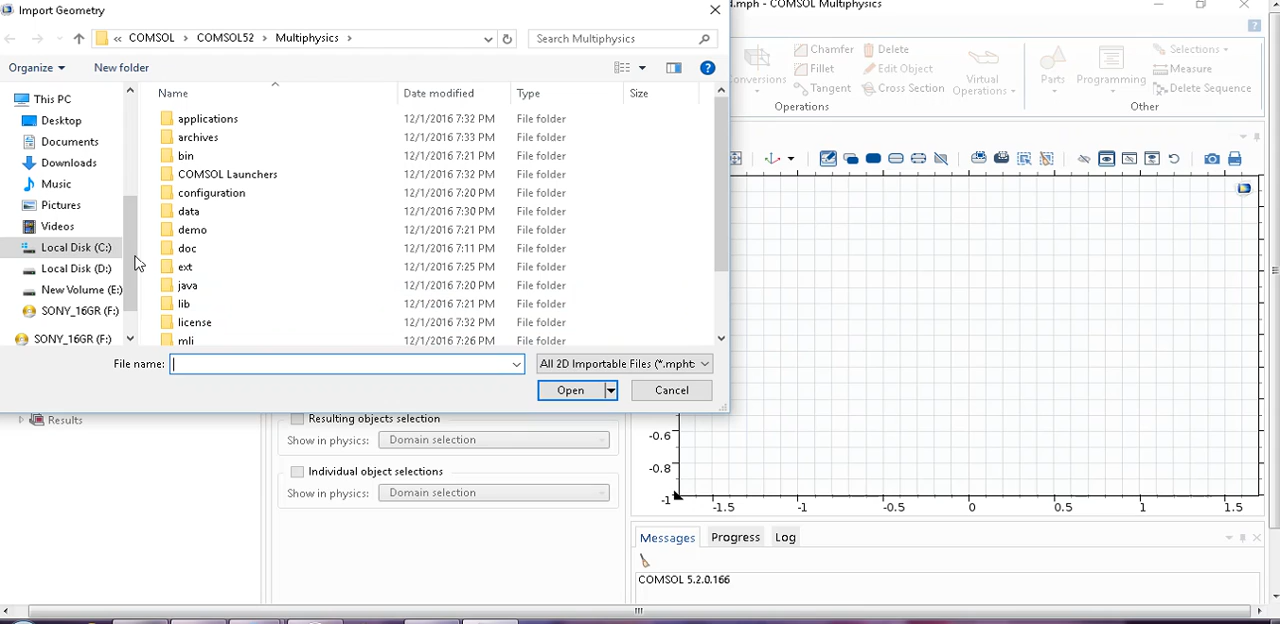 Import Geometry
d.mph - COMSOL Multiphysics
« COMSOL > COMSOL52 > Multiphysics >
Search Multiphysics
Organize
New folder
Chamfer
Delete
Fillet
Edit Object
Tangent
Cross Section
Conversions
Virtual
Operations
Parts
Programming
Selections
Measure
Delete Sequence
Operations
Other
This PC
Desktop
Documents
Downloads
Music
Pictures
Videos
Local Disk (C:)
Local Disk (D:)
New Volume (E:)
SONY_16GR (F:)
SONY_16GR (F:)
Name Date modified Type Size
applications 12/1/2016 7:32 PM File folder
archives 12/1/2016 7:33 PM File folder
bin 12/1/2016 7:21 PM File folder
COMSOL Launchers 12/1/2016 7:32 PM File folder
configuration 12/1/2016 7:20 PM File folder
data 12/1/2016 7:30 PM File folder
demo 12/1/2016 7:21 PM File folder
doc 12/1/2016 7:11 PM File folder
ext 12/1/2016 7:25 PM File folder
java 12/1/2016 7:20 PM File folder
lib 12/1/2016 7:21 PM File folder
license 12/1/2016 7:32 PM File folder
mli 12/1/2016 7:26 PM File folder
File name:
All 2D Importable Files (*.mpht
Open
Cancel
Results
Resulting objects selection
Show in physics: Domain selection
Individual object selections
Show in physics: Domain selection
-0.6
-0.8
-1
-1.5 -1 -0.5 0 0.5 1 1.5
Messages Progress Log
COMSOL 5.2.0.166